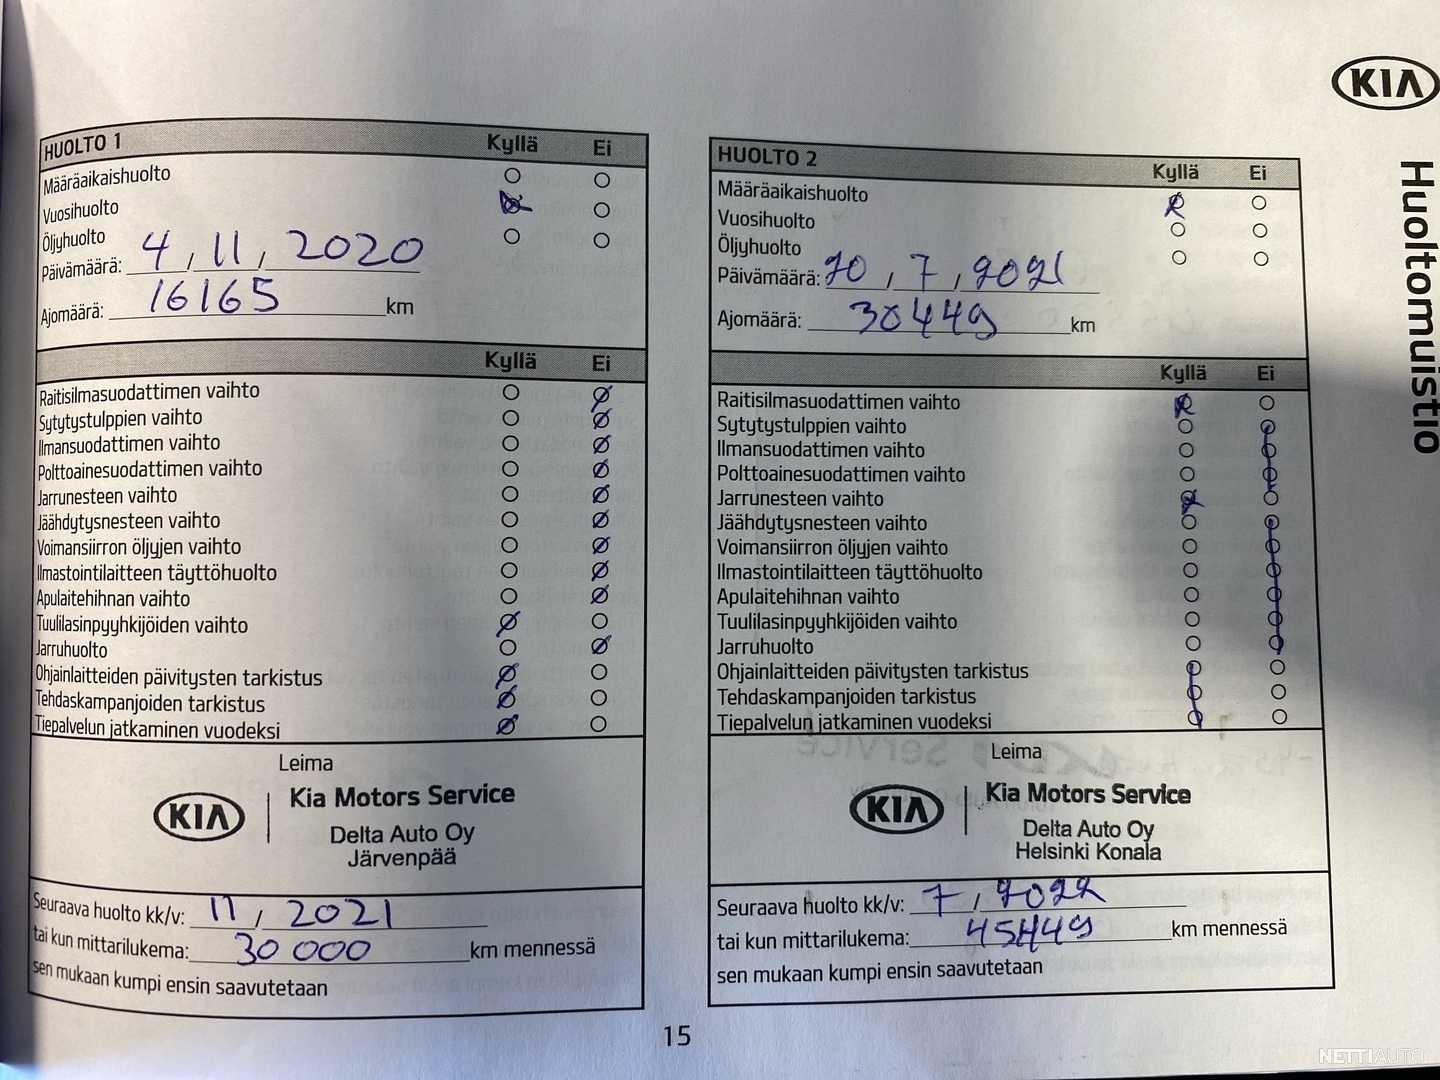 KIA
Huoltomuistio
HUOLTO 1 Kyllä Ei
Määräaikaishuolto
Vuosihuolto
Öljyhuolto
Päivämäärä: 4, 11, 2020
Ajomäärä: 16165 km
Kyllä Ei
Raitisilmasuodattimen vaihto
Sytytystulppien vaihto
Ilmansuodattimen vaihto
Polttoainesuodattimen vaihto
Jarrunesteen vaihto
Jäähdytysnesteen vaihto
Voimansiirron öljyjen vaihto
Ilmastointilaitteen täyttöhuolto
Apulaitehihnan vaihto
Tuulilasinpyyhkijöiden vaihto
Jarruhuolto
Ohjainlaitteiden päivitysten tarkistus
Tehdaskampanjoiden tarkistus
Tiepalvelun jatkaminen vuodeksi
Leima
KIA | Kia Motors Service
Delta Auto Oy
Järvenpää
Seuraava huolto kk/v: 11 / 2021
tai kun mittarilukema: 30 000 km mennessä
sen mukaan kumpi ensin saavutetaan
HUOLTO 2 Kyllä Ei
Määräaikaishuolto
Vuosihuolto
Öljyhuolto
Päivämäärä: 20, 7, 2021
Ajomäärä: 30449 km
Kyllä Ei
Raitisilmasuodattimen vaihto
Sytytystulppien vaihto
Ilmansuodattimen vaihto
Polttoainesuodattimen vaihto
Jarrunesteen vaihto
Jäähdytysnesteen vaihto
Voimansiirron öljyjen vaihto
Ilmastointilaitteen täyttöhuolto
Apulaitehihnan vaihto
Tuulilasinpyyhkijöiden vaihto
Jarruhuolto
Ohjainlaitteiden päivitysten tarkistus
Tehdaskampanjoiden tarkistus
Tiepalvelun jatkaminen vuodeksi
Leima
KIA | Kia Motors Service
Delta Auto Oy
Helsinki Konala
Seuraava huolto kk/v: 7, 2022
tai kun mittarilukema: 45449 km mennessä
sen mukaan kumpi ensin saavutetaan
15
NETTIAUTO